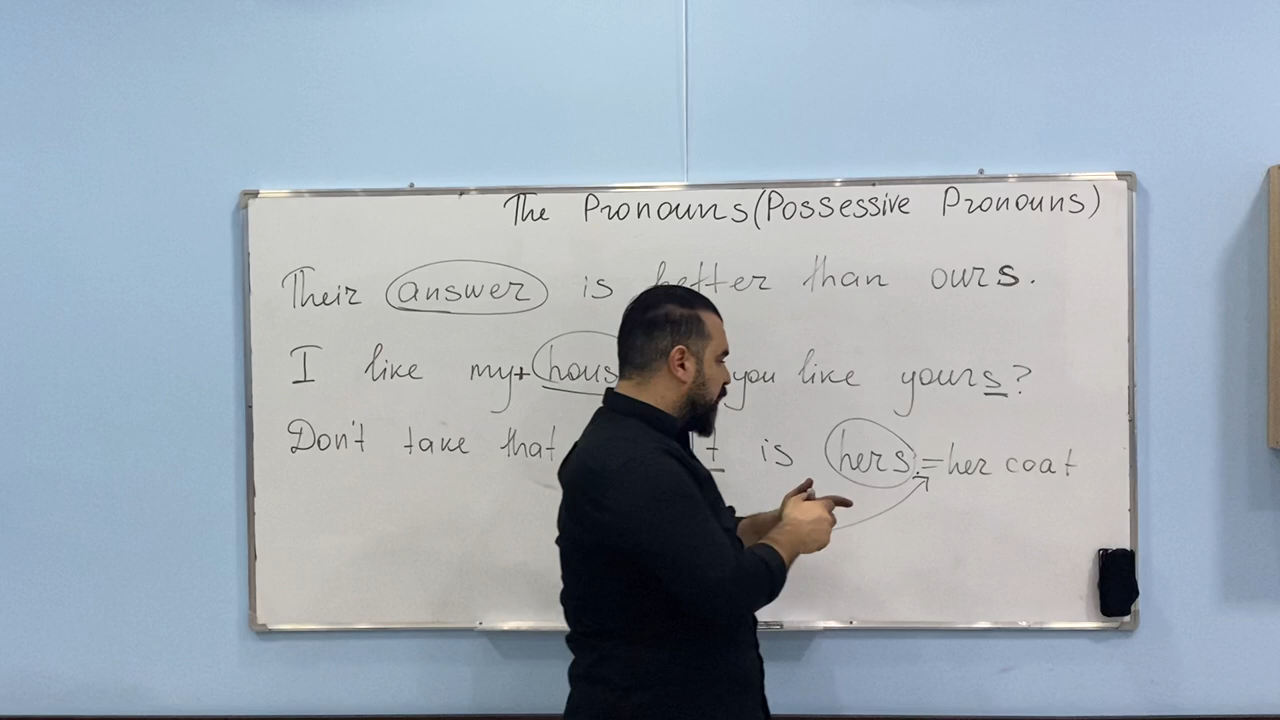 The Pronouns (Possessive Pronouns)
Their answer is better than ours.
I like my + you like yours?
Don't take that is hers. = her coat